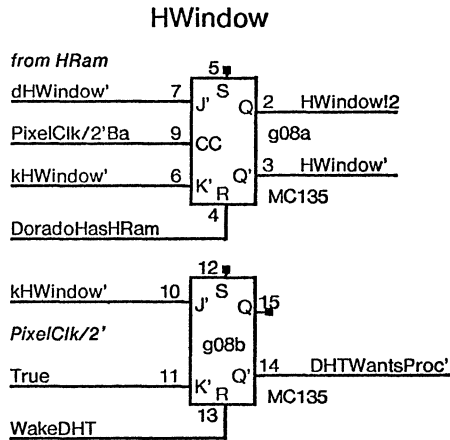 HWindow
from HRam
5 S
dHWindow' 7 J' Q 2 HWindow!2
PixelClk/2'Ba 9 CC g08a
kHWindow' 6 K' Q' 3 HWindow'
R MC135
4
DoradoHasHRam
12 S
kHWindow' 10 J' Q 15
PixelClk/2' g08b
True 11 K' Q' 14 DHTWantsProc'
R MC135
13
WakeDHT